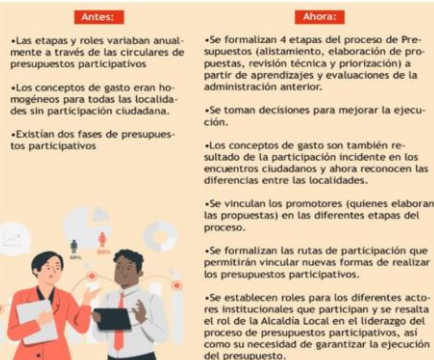 Antes:
•Las etapas y roles variaban anual-
mente a través de las circulares de
presupuestos participativos
•Los conceptos de gasto eran ho-
mogéneos para todas las localida-
des sin participación ciudadana.
•Existían dos fases de presupues-
tos participativos
Ahora:
•Se formalizan 4 etapas del proceso de Pre-
supuestos (alistamiento, elaboración de pro-
puestas, revisión técnica y priorización) a
partir de aprendizajes y evaluaciones de la
administración anterior.
•Se toman decisiones para mejorar la ejecu-
ción.
•Los conceptos de gasto son también re-
sultado de la participación incidente en los
encuentros ciudadanos y ahora reconocen las
diferencias entre las localidades.
•Se vinculan los promotores (quienes elaboran
las propuestas) en las diferentes etapas del
proceso.
•Se formalizan las rutas de participación que
permitirán vincular nuevas formas de realizar
los presupuestos participativos.
•Se establecen roles para los diferentes acto-
res institucionales que participan y se resalta
el rol de la Alcaldía Local en el liderazgo del
proceso de presupuestos participativos, así
como su necesidad de garantizar la ejecución
del presupuesto.